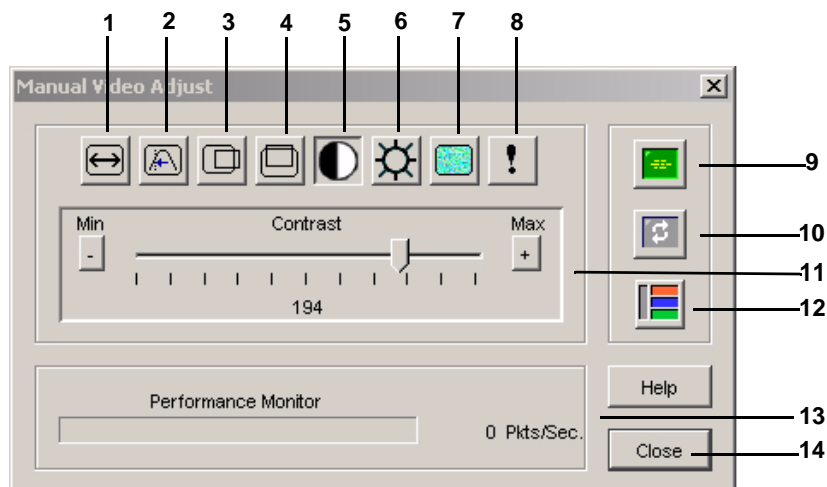 1 2 3 4 5 6 7 8
Manual Video Adjust
9
Min Contrast Max
- +
10
11
194
12
Help
Performance Monitor
13
0 Pkts/Sec.
Close 14